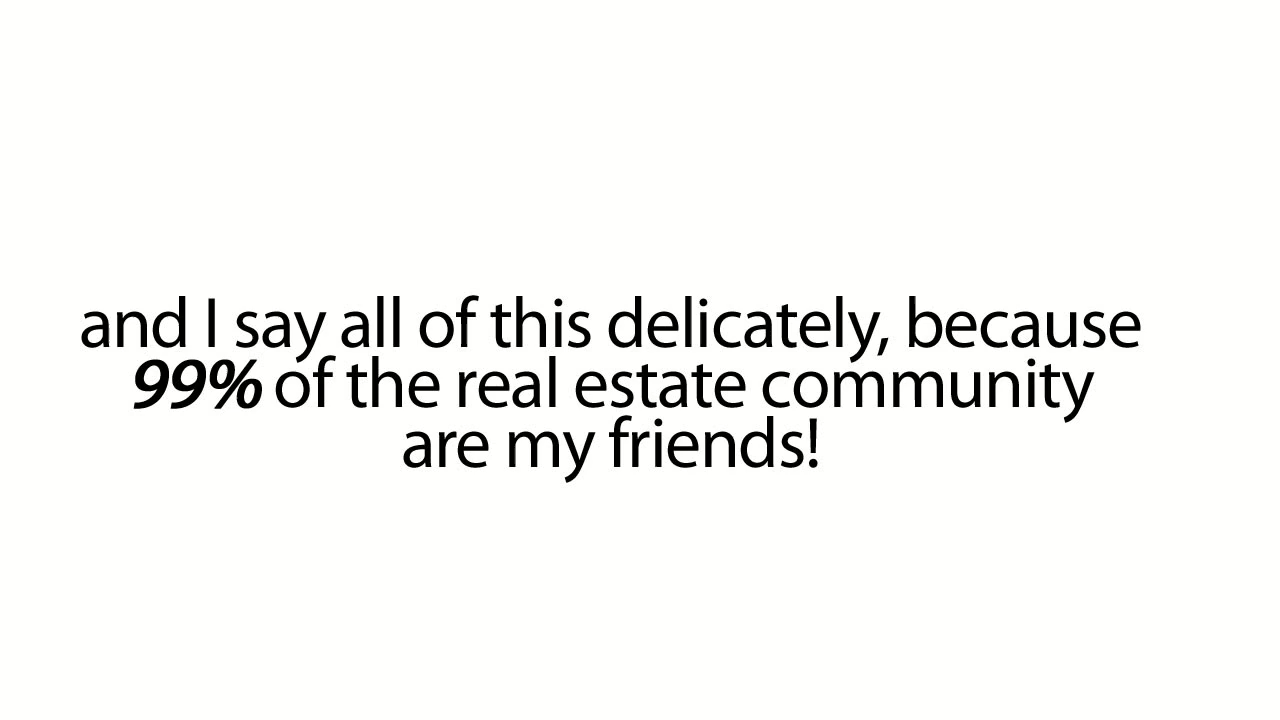 and I say all of this delicately, because
99% of the real estate community
are my friends!